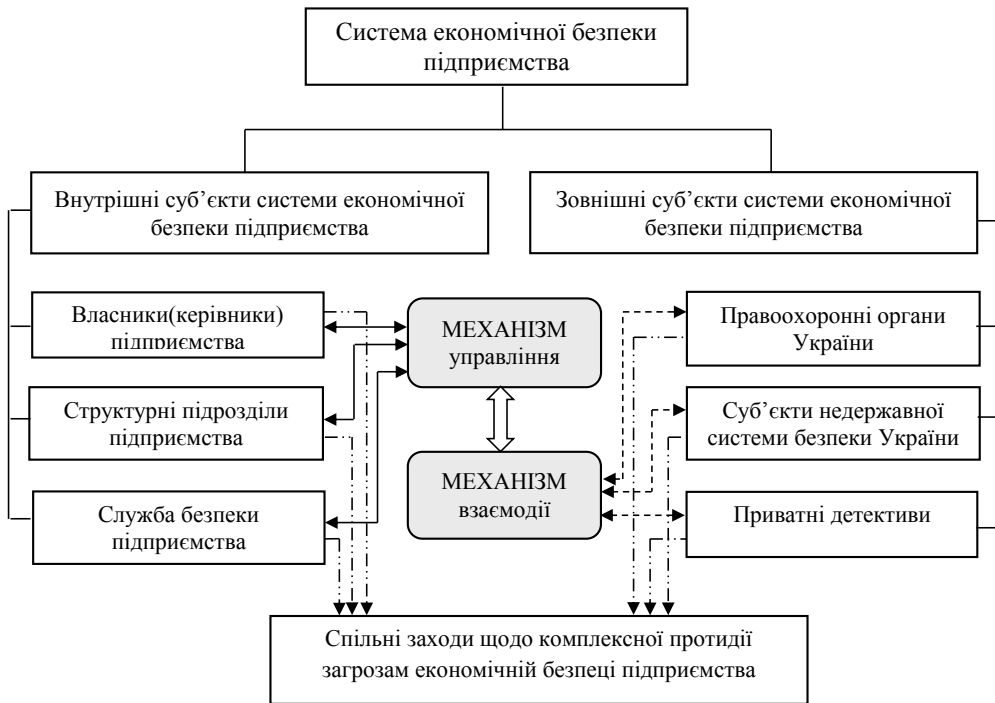 Система економічної безпеки
підприємства
Внутрішні суб’єкти системи економічної
безпеки підприємства
Зовнішні суб’єкти системи економічної
безпеки підприємства
Власники(керівники)
підприємства
МЕХАНІЗМ
управління
Правоохоронні органи
України
Структурні підрозділи
підприємства
Суб’єкти недержавної
системи безпеки України
МЕХАНІЗМ
взаємодії
Служба безпеки
підприємства
Приватні детективи
Спільні заходи щодо комплексної протидії
загрозам економічній безпеці підприємства